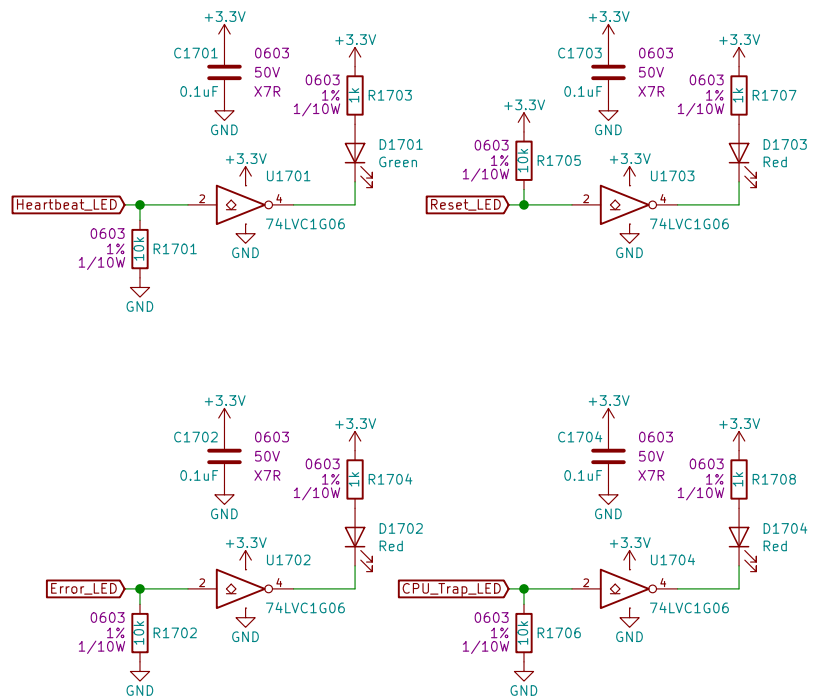 +3.3V
C1701
0603
50V
X7R
0.1uF
GND
+3.3V
0603
1%
1/10W
1k
R1703
D1701
Green
+3.3V
U1701
Heartbeat_LED
2
4
74LVC1G06
GND
0603
1%
1/10W
10k
R1701
GND
+3.3V
C1703
0603
50V
X7R
0.1uF
GND
+3.3V
0603
1%
1/10W
1k
R1707
D1703
Red
+3.3V
0603
1%
1/10W
10k
R1705
+3.3V
U1703
Reset_LED
2
4
74LVC1G06
GND
+3.3V
C1702
0603
50V
X7R
0.1uF
GND
+3.3V
0603
1%
1/10W
1k
R1704
D1702
Red
+3.3V
U1702
Error_LED
2
4
74LVC1G06
GND
0603
1%
1/10W
10k
R1702
GND
+3.3V
C1704
0603
50V
X7R
0.1uF
GND
+3.3V
0603
1%
1/10W
1k
R1708
D1704
Red
+3.3V
U1704
CPU_Trap_LED
2
4
74LVC1G06
GND
0603
1%
1/10W
10k
R1706
GND